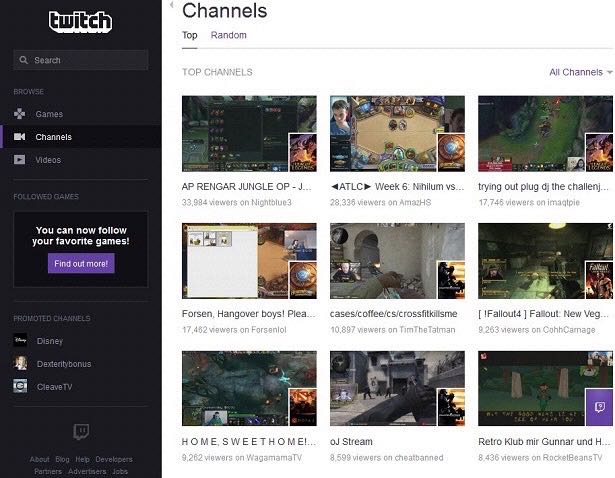 twitch
Search
BROWSE
Games
Channels
Videos
FOLLOWED GAMES
You can now follow
your favorite games!
Find out more!
PROMOTED CHANNELS
Disney
Dexteritybonus
CleaveTV
About Blog Help Developers
Partners Advertisers Jobs
Channels
Top Random
TOP CHANNELS
All Channels
AP RENGAR JUNGLE OP - J...
33,984 viewers on Nightblue3
◄ATLC► Week 6: Nihilum vs...
28,336 viewers on AmazHS
trying out plug dj the challenj...
17,746 viewers on imaqtpie
Forsen, Hangover boys! Plea...
17,462 viewers on Forsenlol
cases/coffee/cs/crossfitkillsme
10,897 viewers on TimTheTatman
[ !Fallout4 ] Fallout: New Veg...
9,263 viewers on CohhCarnage
H O M E, S W E E T H O M E!...
9,262 viewers on WagamamaTV
oJ Stream
8,599 viewers on cheatbanned
Retro Klub mir Gunnar und H...
8,436 viewers on RocketBeansTV